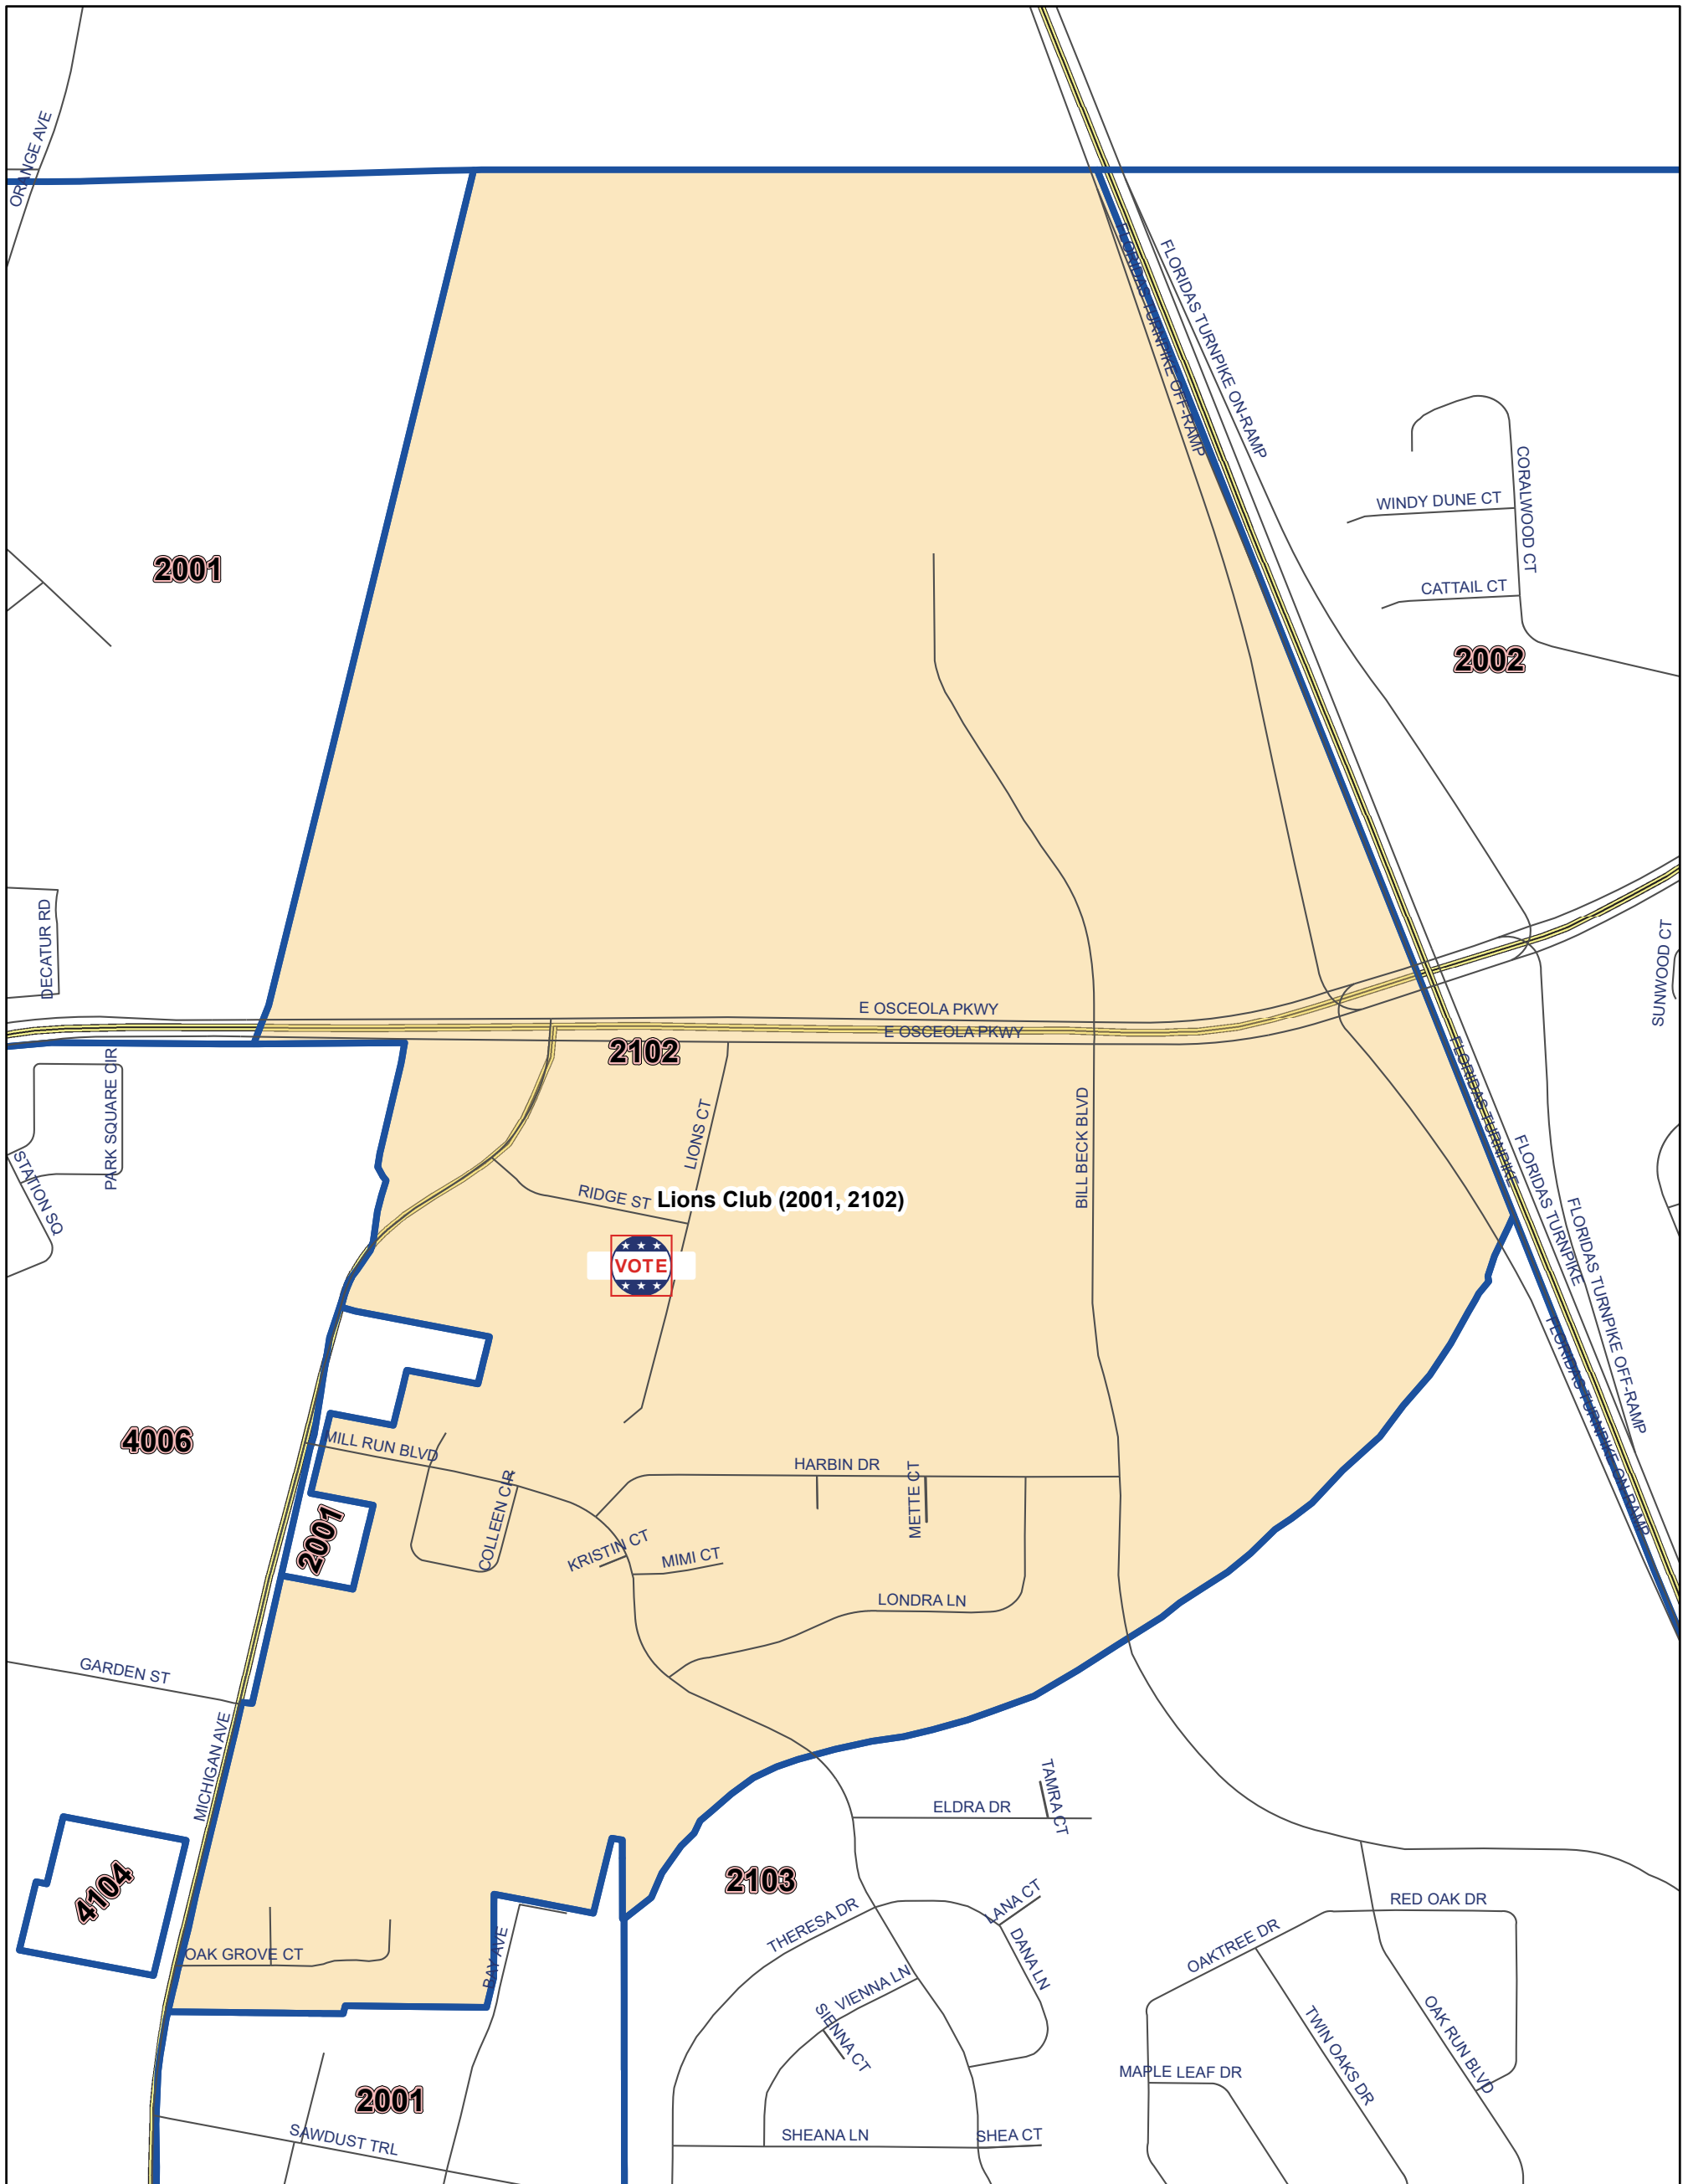 ORANGE AVE
FLORIDAS TURNPIKE OFF-RAMP
FLORIDAS TURNPIKE ON-RAMP
CORALWOOD CT
WINDY DUNE CT
CATTAIL CT
2001
2002
DECATUR RD
SUNWOOD CT
E OSCEOLA PKWY
E OSCEOLA PKWY
2102
PARK SQUARE CIR
STATION SQ
LIONS CT
BILL BECK BLVD
FLORIDAS TURNPIKE
FLORIDAS TURNPIKE
FLORIDAS TURNPIKE OFF-RAMP
RIDGE ST
Lions Club (2001, 2102)
VOTE
FLORIDAS TURNPIKE ON-RAMP
4006
MILL RUN BLVD
HARBIN DR
METTE CT
COLLEEN CIR
2001
KRISTIN CT
MIMI CT
LONDRA LN
GARDEN ST
MICHIGAN AVE
TAMRA CT
ELDRA DR
4104
2103
LANA CT
RED OAK DR
THERESA DR
OAKTREE DR
DANA LN
OAK GROVE CT
BAY AVE
VIENNA LN
SIENNA CT
TWIN OAKS DR
OAK RUN BLVD
MAPLE LEAF DR
2001
SAWDUST TRL
SHEANA LN
SHEA CT